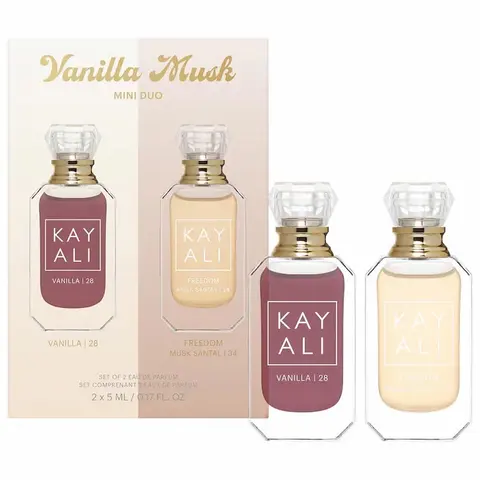 Vanilla Musk
MINI DUO
KAY
ALI
VANILLA | 28
KAY
ALI
FREEDOM
MUSK SANTAL | 34
VANILLA | 28
FREEDOM
MUSK SANTAL | 34
SET OF 2 EAU DE PARFUM
SET COMPRENANT 2 EAUX DE PARFUM
2 x 5 ML / 0.17 FL. OZ
KAY
ALI
VANILLA | 28
KAY
ALI